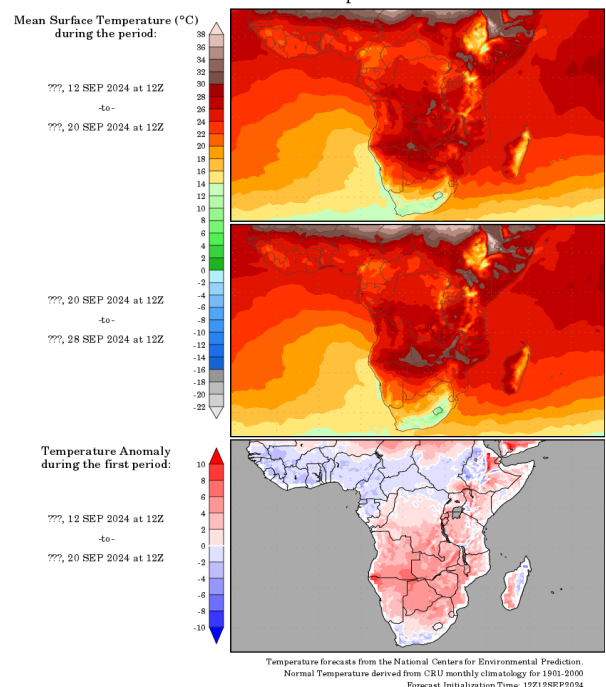 Mean Surface Temperature (°C)
during the period:
???, 12 SEP 2024 at 12Z
-to-
???, 20 SEP 2024 at 12Z
38
36
34
32
30
28
26
24
22
20
18
16
14
12
10
8
6
4
2
0
-2
-4
-6
-8
-10
-12
-14
-16
-18
-20
-22
???, 20 SEP 2024 at 12Z
-to-
???, 28 SEP 2024 at 12Z
Temperature Anomaly
during the first period:
???, 12 SEP 2024 at 12Z
-to-
???, 20 SEP 2024 at 12Z
10
8
6
4
2
0
-2
-4
-6
-8
-10
Temperature forecasts from the National Centers for Environmental Prediction.
Normal Temperature derived from CRU monthly climatology for 1901-2000
Forecast Initialization Time: 12Z12SEP2024